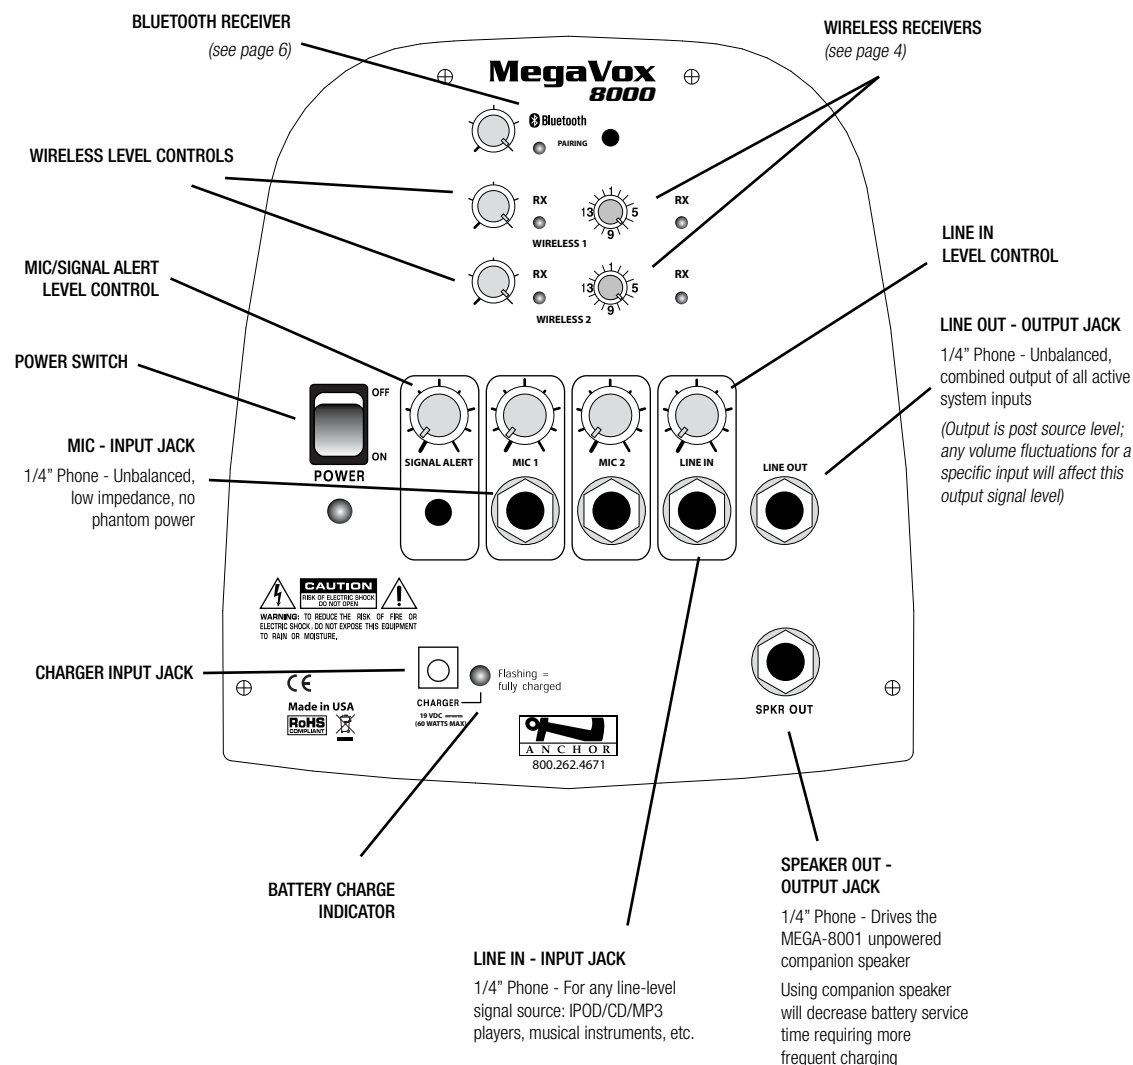 BLUETOOTH RECEIVER
(see page 6)
WIRELESS RECEIVERS
(see page 4)
MegaVox
8000
Bluetooth
PAIRING
WIRELESS LEVEL CONTROLS
RX
1
13
5
9
RX
WIRELESS 1
RX
1
13
5
9
RX
WIRELESS 2
LINE IN
LEVEL CONTROL
MIC/SIGNAL ALERT
LEVEL CONTROL
LINE OUT - OUTPUT JACK
1/4” Phone - Unbalanced,
combined output of all active
system inputs
(Output is post source level;
any volume fluctuations for a
specific input will affect this
output signal level)
POWER SWITCH
OFF
ON
POWER
MIC - INPUT JACK
1/4” Phone - Unbalanced,
low impedance, no
phantom power
SIGNAL ALERT
MIC 1
MIC 2
LINE IN
LINE OUT
CAUTION
RISK OF ELECTRIC SHOCK
DO NOT OPEN
WARNING: TO REDUCE THE RISK OF FIRE OR
ELECTRIC SHOCK. DO NOT EXPOSE THIS EQUIPMENT
TO RAIN OR MOISTURE.
CHARGER INPUT JACK
CE
Made in USA
RoHS
COMPLIANT
Flashing =
fully charged
CHARGER
19 VDC
(60 WATTS MAX)
ANCHOR
800.262.4671
SPKR OUT
BATTERY CHARGE
INDICATOR
LINE IN - INPUT JACK
1/4” Phone - For any line-level
signal source: IPOD/CD/MP3
players, musical instruments, etc.
SPEAKER OUT -
OUTPUT JACK
1/4” Phone - Drives the
MEGA-8001 unpowered
companion speaker
Using companion speaker
will decrease battery service
time requiring more
frequent charging